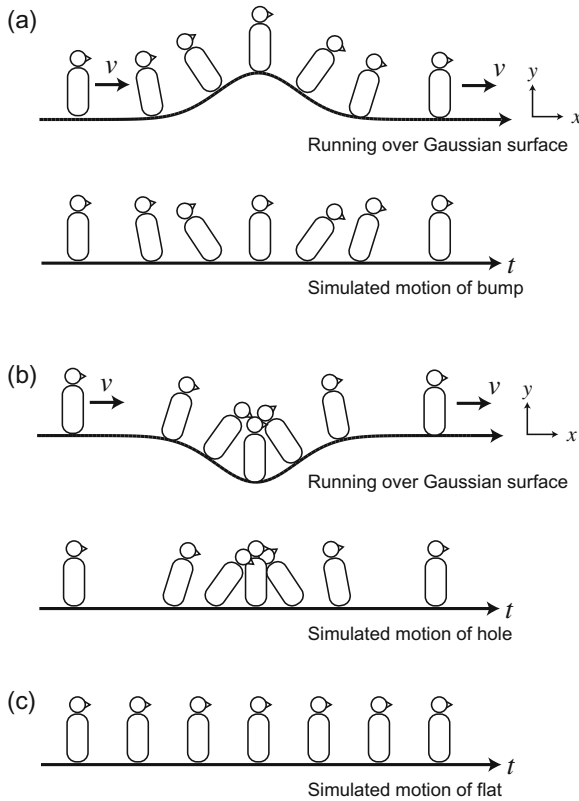 (a)
v
v
y
x
Running over Gaussian surface
t
Simulated motion of bump
(b)
v
v
y
x
Running over Gaussian surface
t
Simulated motion of hole
(c)
t
Simulated motion of flat